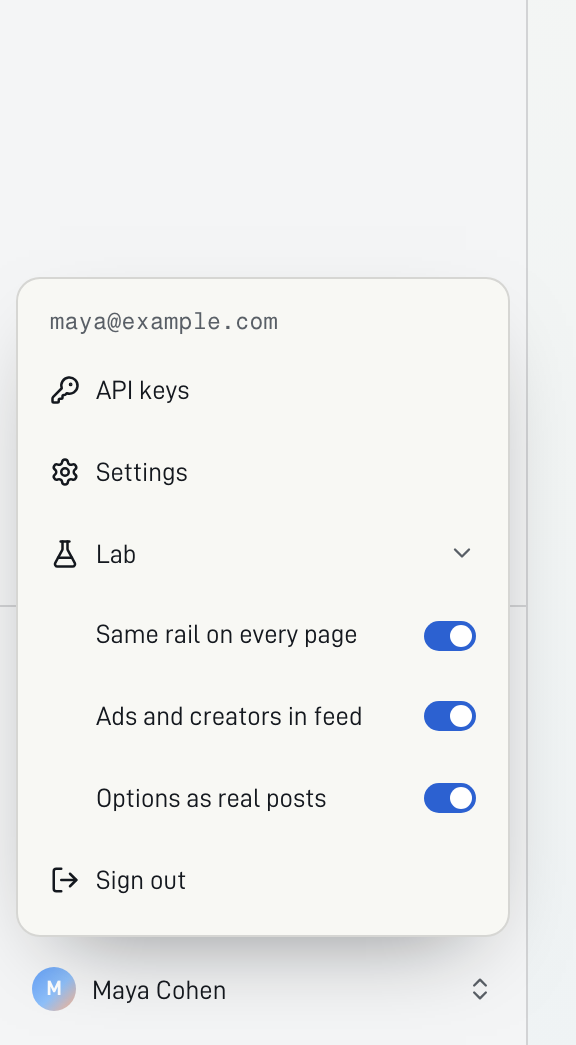 maya@example.com
API keys
Settings
Lab
Same rail on every page
Ads and creators in feed
Options as real posts
Sign out
M
Maya Cohen